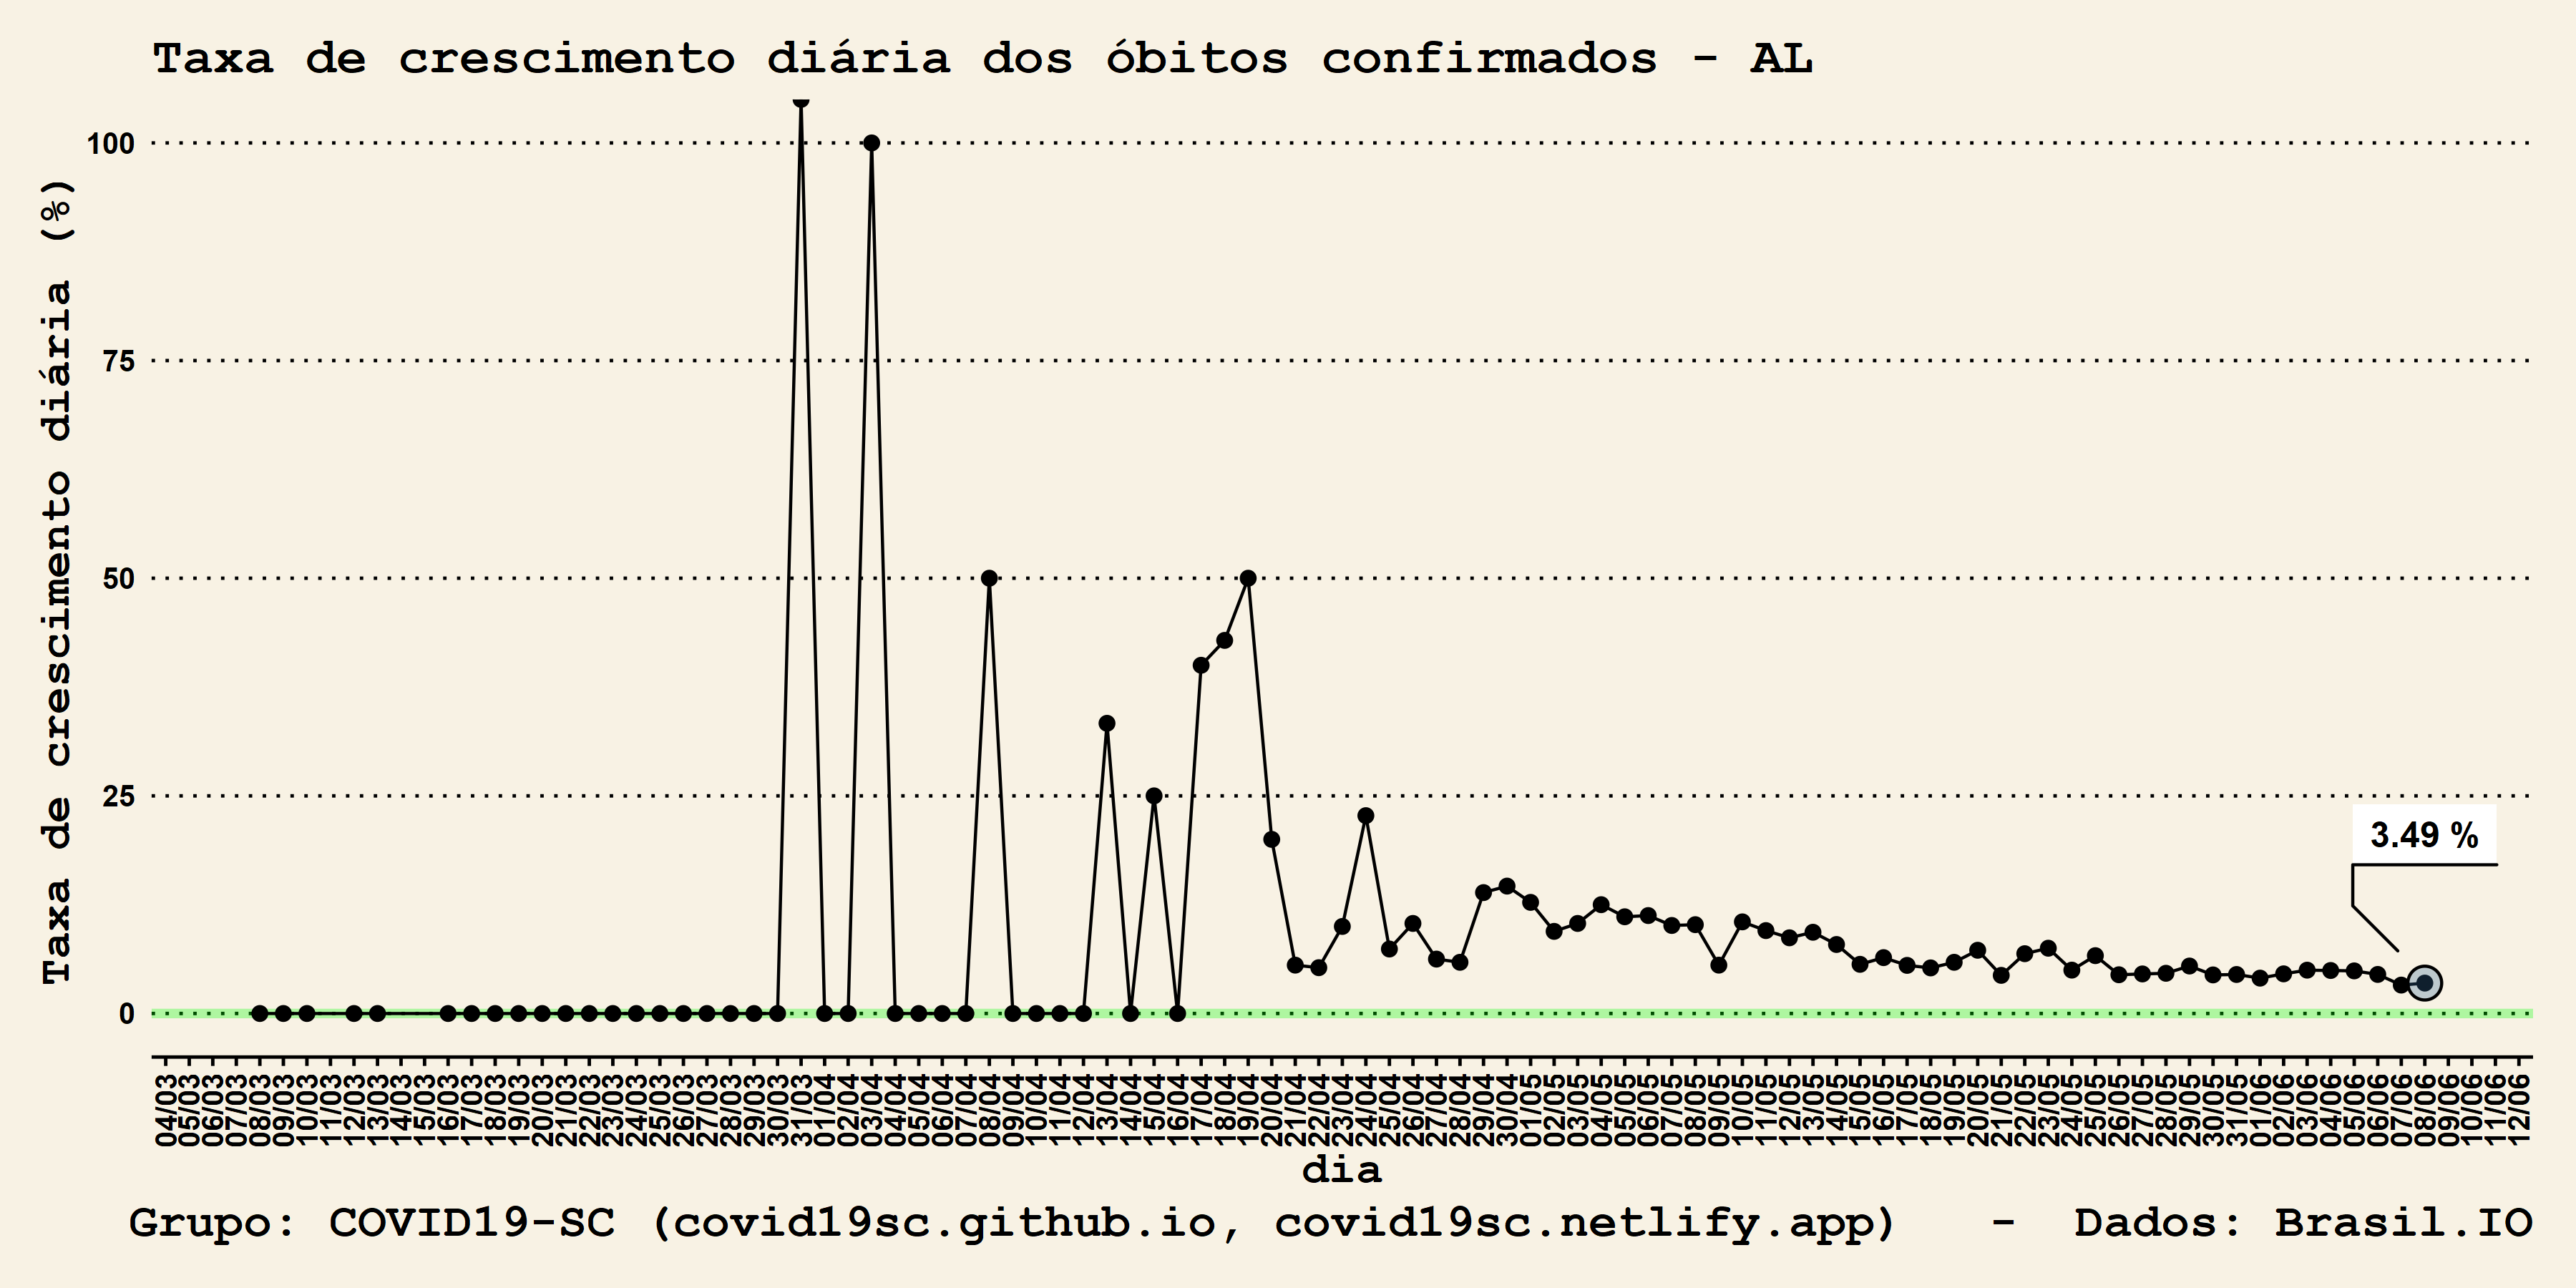 Taxa de crescimento diária dos óbitos confirmados - AL
Taxa de crescimento diária (%)
100
75
50
25
0
3.49 %
04/03 05/03 06/03 07/03 08/03 09/03 10/03 11/03 12/03 13/03 14/03 15/03 16/03 17/03 18/03 19/03 20/03 21/03 22/03 23/03 24/03 25/03 26/03 27/03 28/03 29/03 30/03 31/03 01/04 02/04 03/04 04/04 05/04 06/04 07/04 08/04 09/04 10/04 11/04 12/04 13/04 14/04 15/04 16/04 17/04 18/04 19/04 20/04 21/04 22/04 23/04 24/04 25/04 26/04 27/04 28/04 29/04 30/04 01/05 02/05 03/05 04/05 05/05 06/05 07/05 08/05 09/05 10/05 11/05 12/05 13/05 14/05 15/05 16/05 17/05 18/05 19/05 20/05 21/05 22/05 23/05 24/05 25/05 26/05 27/05 28/05 29/05 30/05 31/05 01/06 02/06 03/06 04/06 05/06 06/06 07/06 08/06 09/06 10/06 11/06 12/06
dia
Grupo: COVID19-SC (covid19sc.github.io, covid19sc.netlify.app) - Dados: Brasil.IO